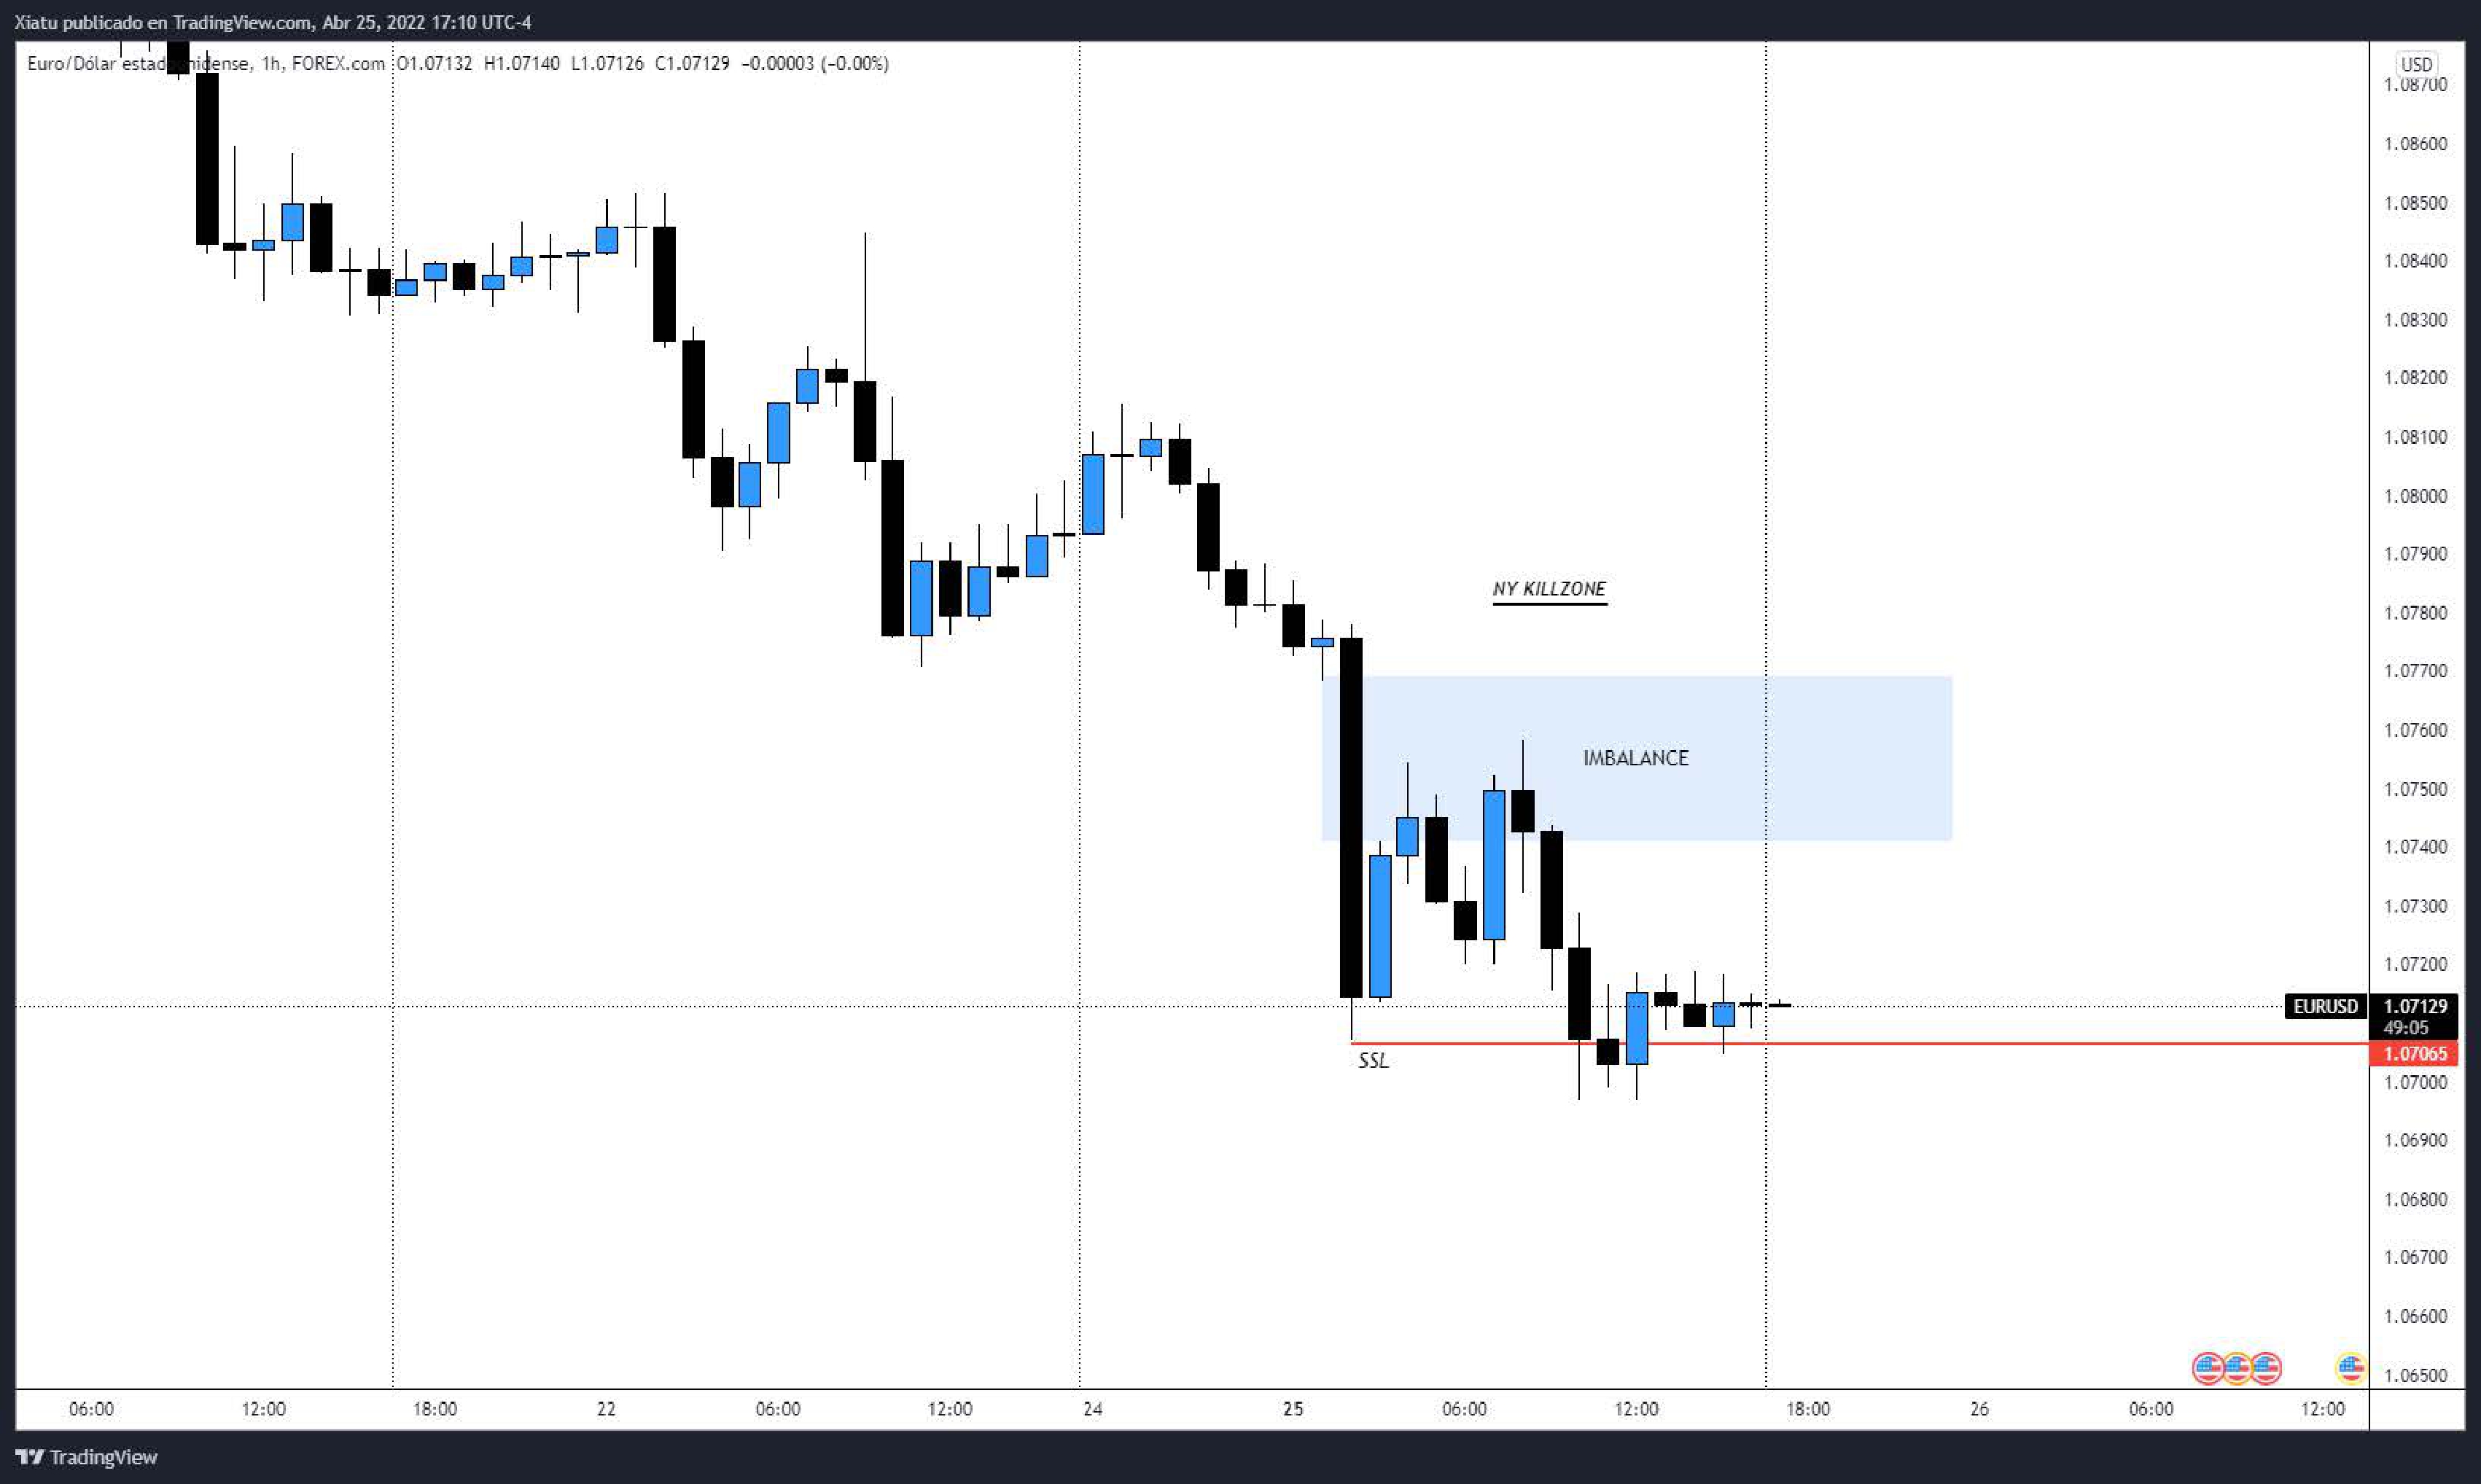 Xiatu publicado en TradingView.com, Abr 25, 2022 17:10 UTC-4
Euro/Dólar estadounidense, 1h, FOREX.com O1.07132 H1.07140 L1.07126 C1.07129 −0.00003 (−0.00%)
USD
1.08700
1.08600
1.08500
1.08400
1.08300
1.08200
1.08100
1.08000
1.07900
NY KILLZONE
1.07800
1.07700
1.07600
IMBALANCE
1.07500
1.07400
1.07300
1.07200
EURUSD 1.07129
49:05
1.07065
SSL
1.07000
1.06900
1.06800
1.06700
1.06600
1.06500
06:00 12:00 18:00 22 06:00 12:00 24 25 06:00 12:00 18:00 26 06:00 12:00
TradingView